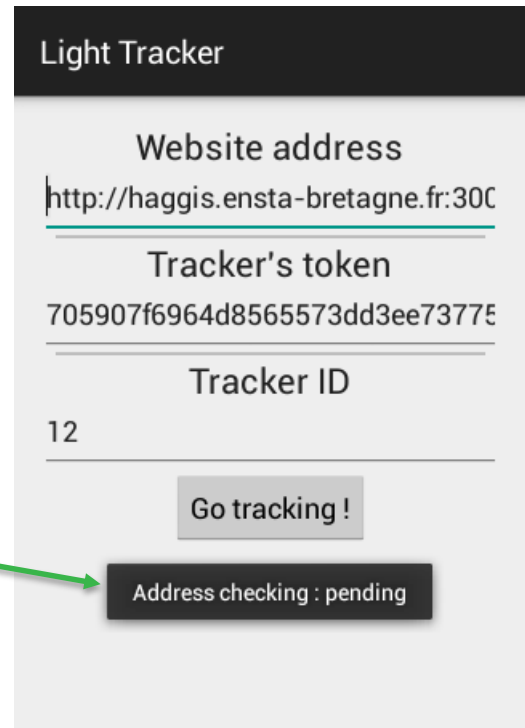 Light Tracker
Website address
http://haggis.ensta-bretagne.fr:300
Tracker's token
705907f6964d8565573dd3ee73775
Tracker ID
12
Go tracking !
Address checking : pending